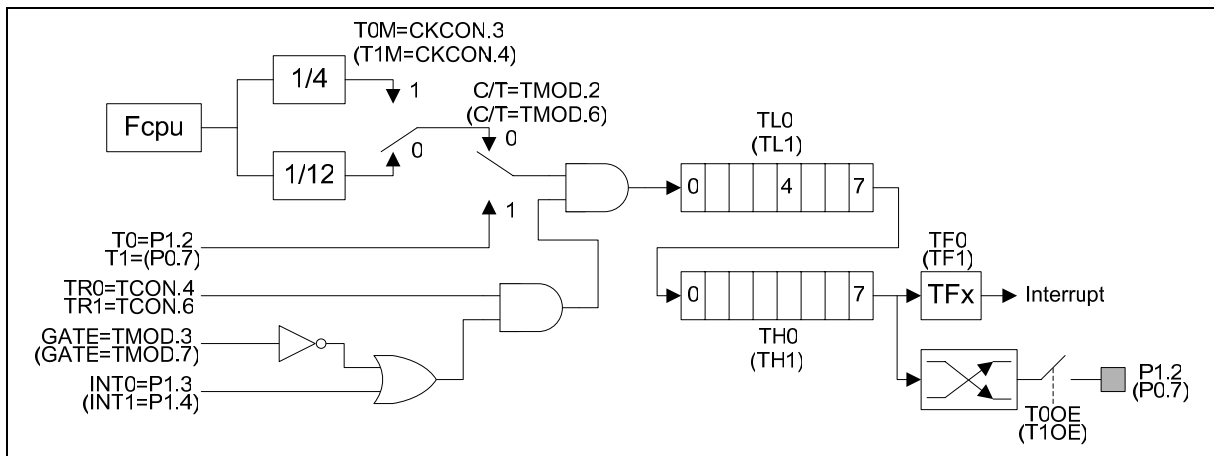 T0M=CKCON.3
(T1M=CKCON.4)
1/4
1
C/T=TMOD.2
(C/T=TMOD.6)
Fcpu
0
0
TL0
(TL1)
1/12
0 4 7
1
T0=P1.2
T1=(P0.7)
TF0
(TF1)
TR0=TCON.4
TR1=TCON.6
0 7
TFx
Interrupt
GATE=TMOD.3
(GATE=TMOD.7)
TH0
(TH1)
INT0=P1.3
(INT1=P1.4)
P1.2
(P0.7)
T0OE
(T1OE)